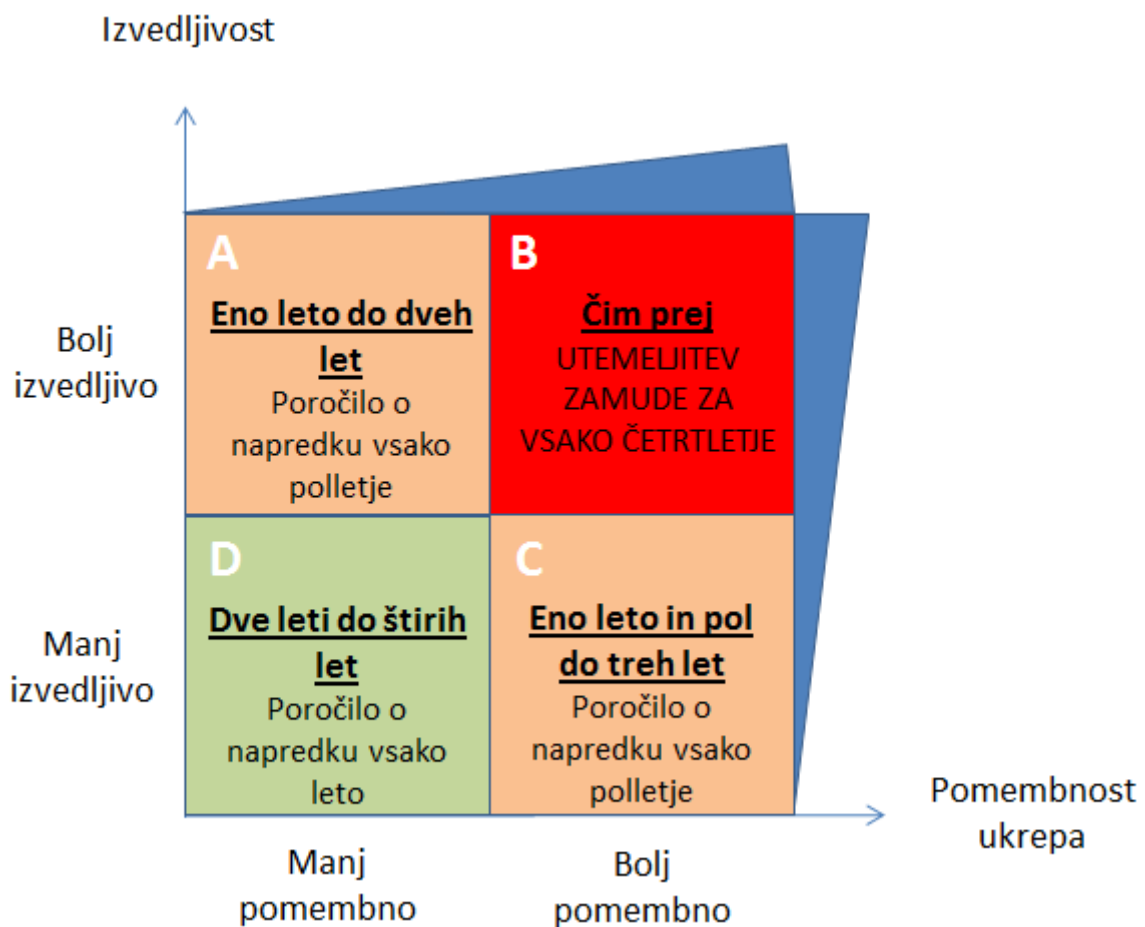 Izvedljivost
A
Eno leto do dveh
let
Poročilo o
napredku vsako
polletje
B
Čim prej
UTEMELJITEV
ZAMUDE ZA
VSAKO ČETRTLETJE
Bolj
izvedljivo
D
Dve leti do štirih
let
Poročilo o
napredku vsako
leto
C
Eno leto in pol
do treh let
Poročilo o
napredku vsako
polletje
Manj
izvedljivo
Pomembnost
ukrepa
Manj
pomembno
Bolj
pomembno